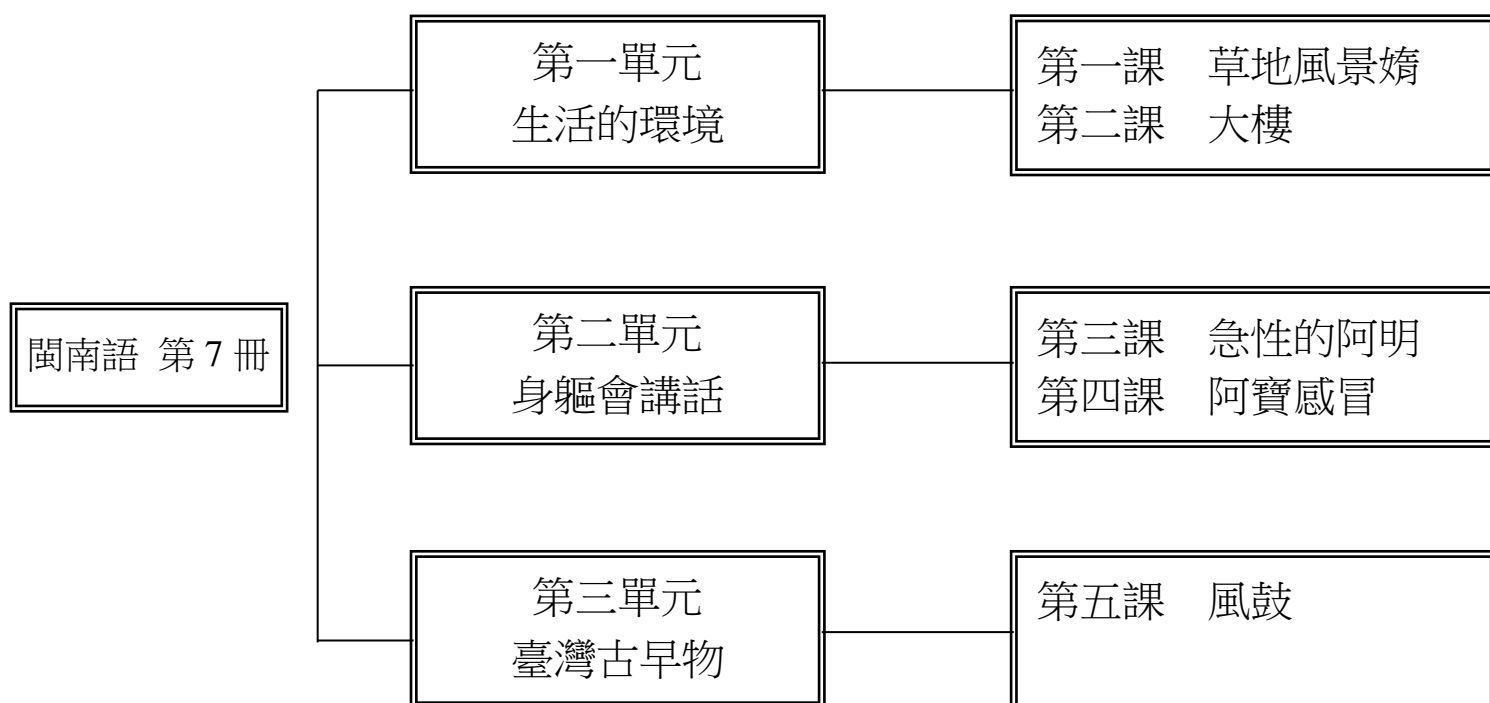 閩南語 第 7 冊
第一單元
生活的環境
第一課　草地風景媠
第二課　大樓
第二單元
身軀會講話
第三課　急性的阿明
第四課　阿寶感冒
第三單元
臺灣古早物
第五課　風鼓